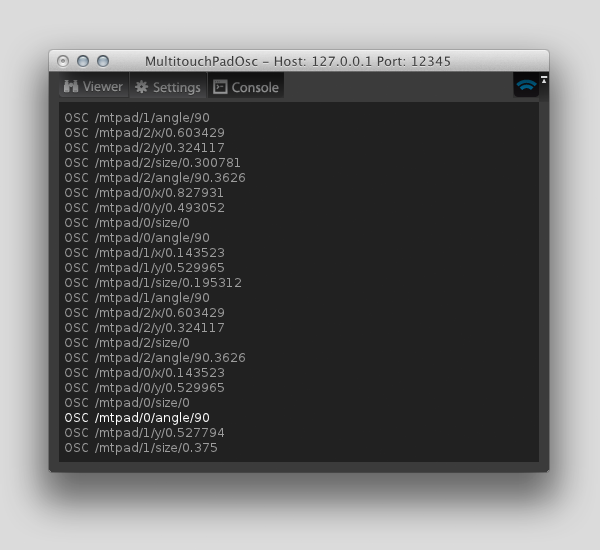 MultitouchPadOsc – Host: 127.0.0.1 Port: 12345
Viewer Settings Console
OSC /mtpad/1/angle/90
OSC /mtpad/2/x/0.603429
OSC /mtpad/2/y/0.324117
OSC /mtpad/2/size/0.300781
OSC /mtpad/2/angle/90.3626
OSC /mtpad/0/x/0.827931
OSC /mtpad/0/y/0.493052
OSC /mtpad/0/size/0
OSC /mtpad/0/angle/90
OSC /mtpad/1/x/0.143523
OSC /mtpad/1/y/0.529965
OSC /mtpad/1/size/0.195312
OSC /mtpad/1/angle/90
OSC /mtpad/2/x/0.603429
OSC /mtpad/2/y/0.324117
OSC /mtpad/2/size/0
OSC /mtpad/2/angle/90.3626
OSC /mtpad/0/x/0.143523
OSC /mtpad/0/y/0.529965
OSC /mtpad/0/size/0
OSC /mtpad/0/angle/90
OSC /mtpad/1/y/0.527794
OSC /mtpad/1/size/0.375